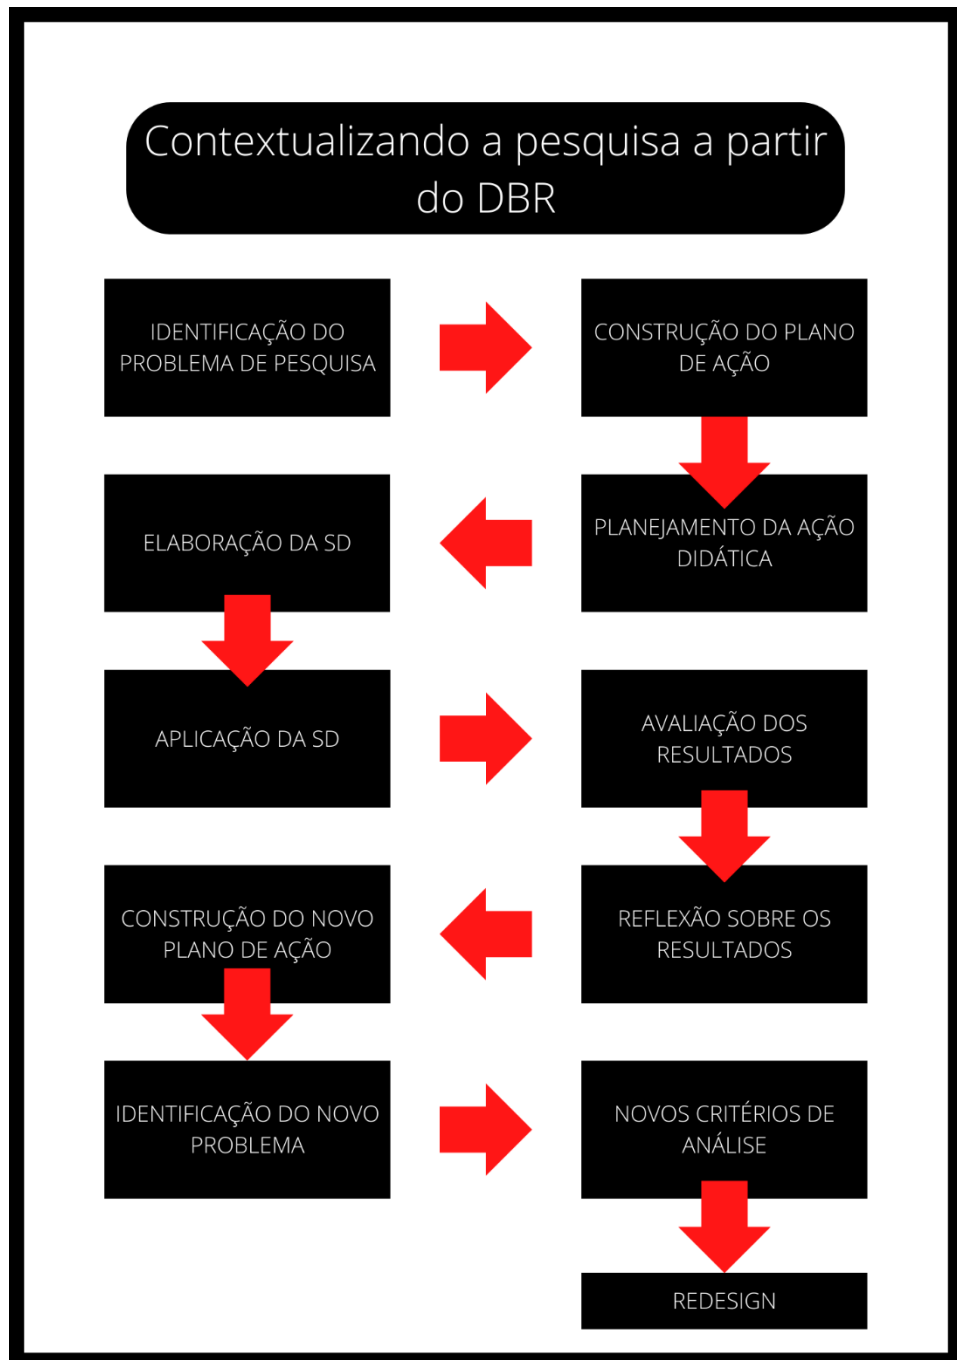 Contextualizando a pesquisa a partir
do DBR
IDENTIFICAÇÃO DO
PROBLEMA DE PESQUISA
CONSTRUÇÃO DO PLANO
DE AÇÃO
PLANEJAMENTO DA AÇÃO
DIDÁTICA
ELABORAÇÃO DA SD
APLICAÇÃO DA SD
AVALIAÇÃO DOS
RESULTADOS
REFLEXÃO SOBRE OS
RESULTADOS
CONSTRUÇÃO DO NOVO
PLANO DE AÇÃO
IDENTIFICAÇÃO DO NOVO
PROBLEMA
NOVOS CRITÉRIOS DE
ANÁLISE
REDESIGN